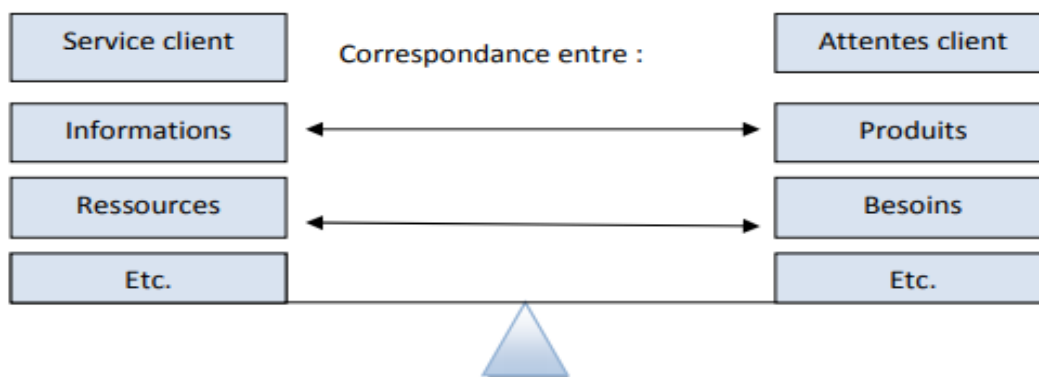 Service client
Correspondance entre :
Attentes client
Informations
Produits
Ressources
Besoins
Etc.
Etc.